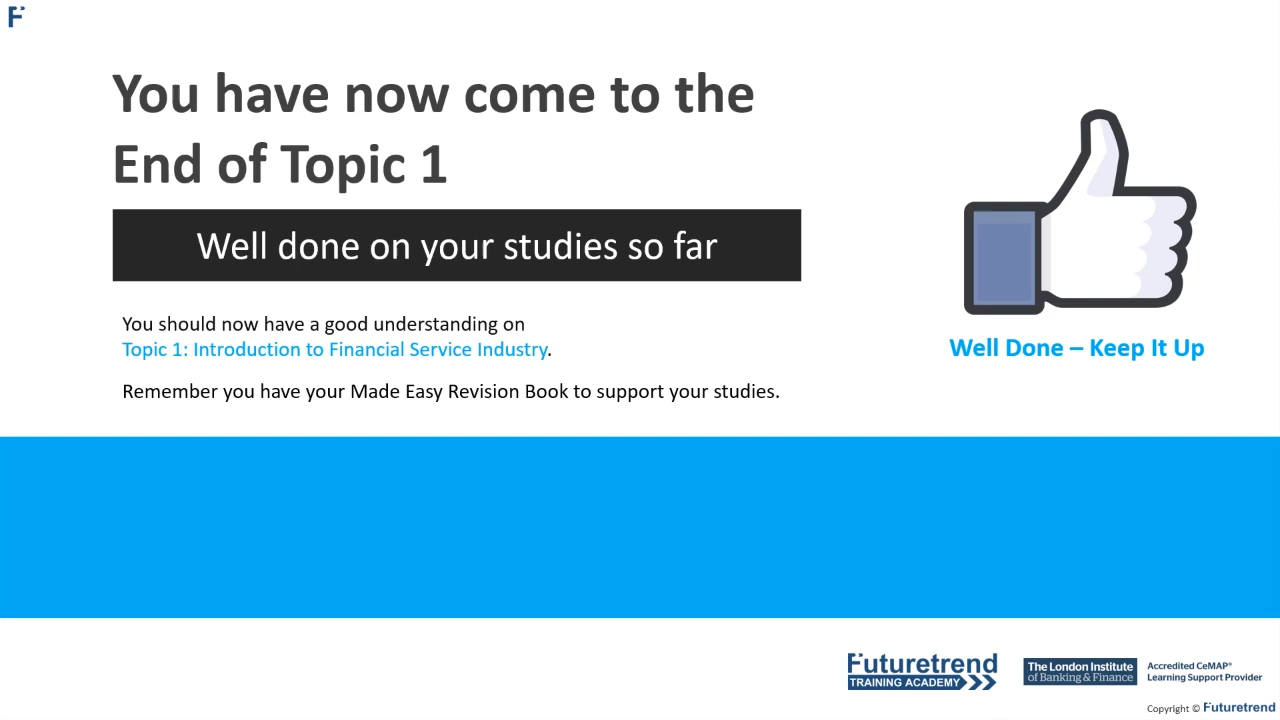 F
You have now come to the
End of Topic 1
Well done on your studies so far
You should now have a good understanding on
Topic 1: Introduction to Financial Service Industry.
Remember you have your Made Easy Revision Book to support your studies.
Well Done – Keep It Up
Futuretrend
TRAINING ACADEMY
The London Institute
of Banking & Finance
Accredited CeMAP®
Learning Support Provider
Copyright © Futuretrend